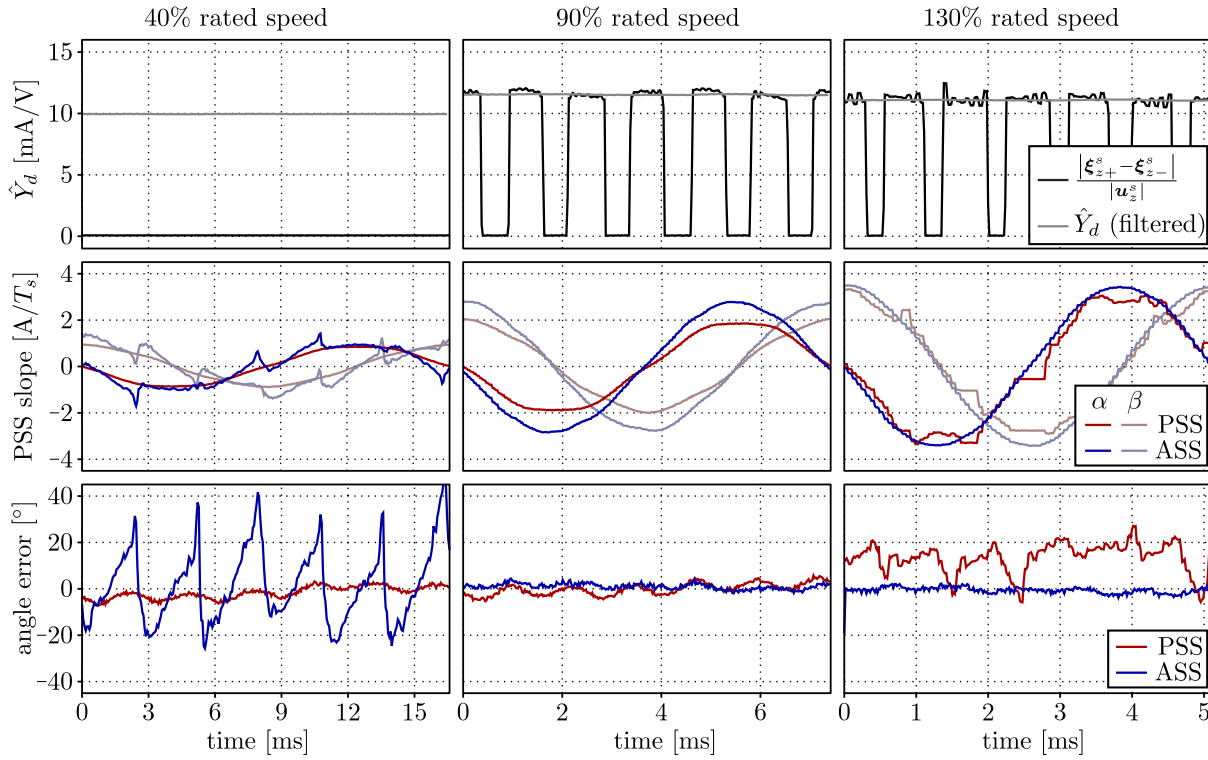 40% rated speed
90% rated speed
130% rated speed
Ŷ_d [mA/V]
15
10
5
0
|ξ^s_{z+} − ξ^s_{z−}| / |u^s_z|
Ŷ_d (filtered)
PSS slope [A/T_s]
4
2
0
−2
−4
α β
PSS
ASS
angle error [°]
40
20
0
−20
−40
PSS
ASS
0 3 6 9 12 15
0 2 4 6
0 1 2 3 4 5
time [ms]
time [ms]
time [ms]